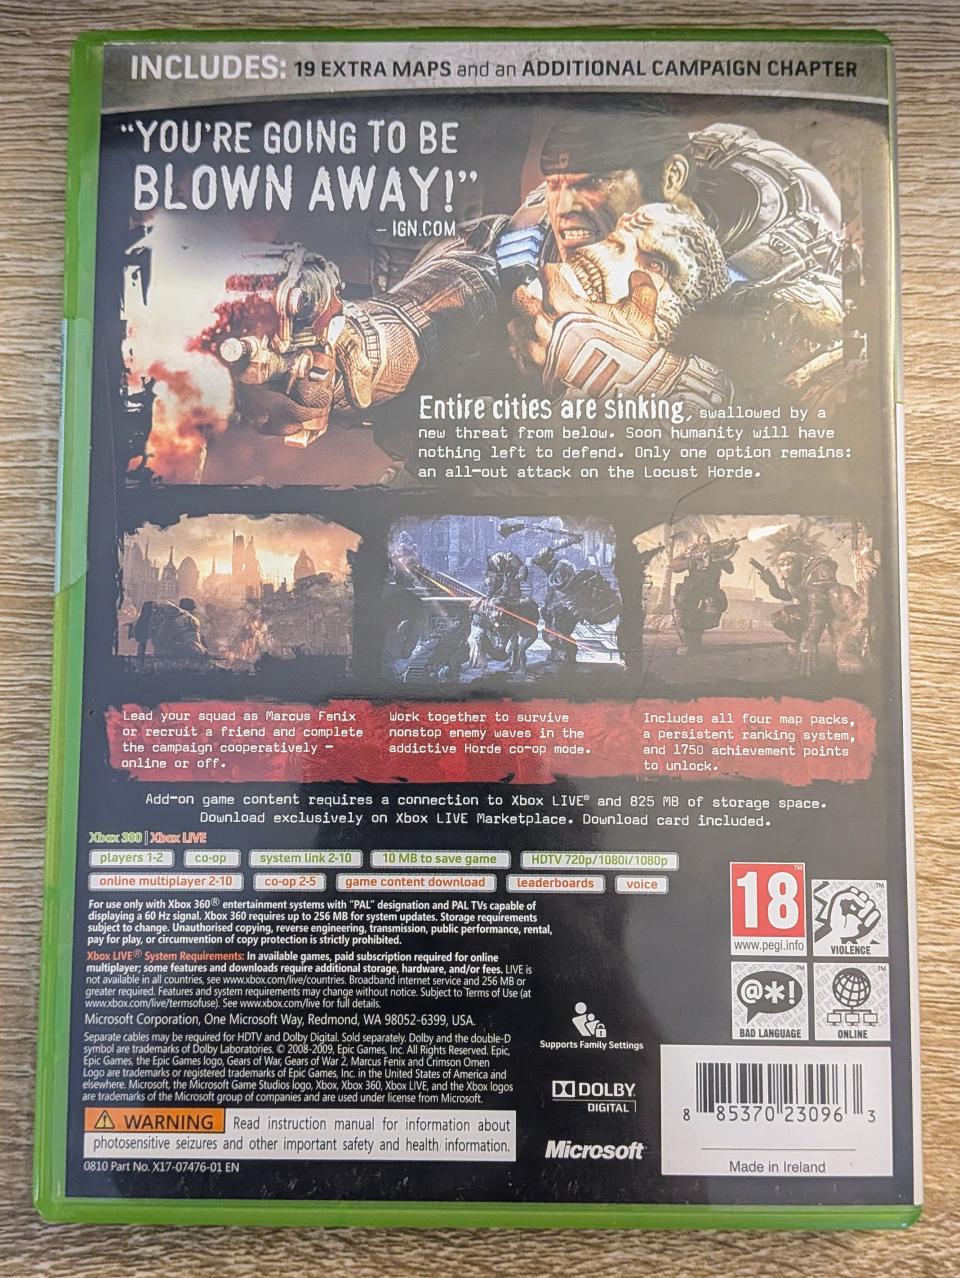 INCLUDES: 19 EXTRA MAPS and an ADDITIONAL CAMPAIGN CHAPTER
“YOU'RE GOING TO BE
BLOWN AWAY!”
– IGN.COM
Entire cities are sinking, swallowed by a
new threat from below. Soon humanity will have
nothing left to defend. Only one option remains:
an all-out attack on the Locust Horde.
Lead your squad as Marcus Fenix
or recruit a friend and complete
the campaign cooperatively –
online or off.
Work together to survive
nonstop enemy waves in the
addictive Horde co-op mode.
Includes all four map packs,
a persistent ranking system,
and 1750 achievement points
to unlock.
Add-on game content requires a connection to Xbox LIVE® and 825 MB of storage space.
Download exclusively on Xbox LIVE Marketplace. Download card included.
Xbox 360 | Xbox LIVE
players 1-2 co-op system link 2-10 10 MB to save game HDTV 720p/1080i/1080p
online multiplayer 2-10 co-op 2-5 game content download leaderboards voice
For use only with Xbox 360® entertainment systems with “PAL” designation and PAL TVs capable of
displaying a 60 Hz signal. Xbox 360 requires up to 256 MB for system updates. Storage requirements
subject to change. Unauthorised copying, reverse engineering, transmission, public performance, rental,
pay for play, or circumvention of copy protection is strictly prohibited.
Xbox LIVE® System Requirements: In available games, paid subscription required for online
multiplayer; some features and downloads require additional storage, hardware, and/or fees. LIVE is
not available in all countries, see www.xbox.com/live/countries. Broadband internet service and 256 MB or
greater required. Features and system requirements may change without notice. Subject to Terms of Use (at
www.xbox.com/live/termsofuse). See www.xbox.com/live for full details.
Microsoft Corporation, One Microsoft Way, Redmond, WA 98052-6399, USA.
Separate cables may be required for HDTV and Dolby Digital. Sold separately. Dolby and the double-D
symbol are trademarks of Dolby Laboratories. © 2008-2009, Epic Games, Inc. All Rights Reserved. Epic,
Epic Games, the Epic Games logo, Gears of War, Gears of War 2, Marcus Fenix and Crimson Omen
Logo are trademarks or registered trademarks of Epic Games, Inc. in the United States of America and
elsewhere. Microsoft, the Microsoft Game Studios logo, Xbox, Xbox 360, Xbox LIVE, and the Xbox logos
are trademarks of the Microsoft group of companies and are used under license from Microsoft.
WARNING Read instruction manual for information about
photosensitive seizures and other important safety and health information.
0810 Part No. X17-07476-01 EN
Supports Family Settings
DOLBY
DIGITAL
Microsoft
18
www.pegi.info
VIOLENCE
@*!
BAD LANGUAGE
ONLINE
8 85370 23096 3
Made in Ireland